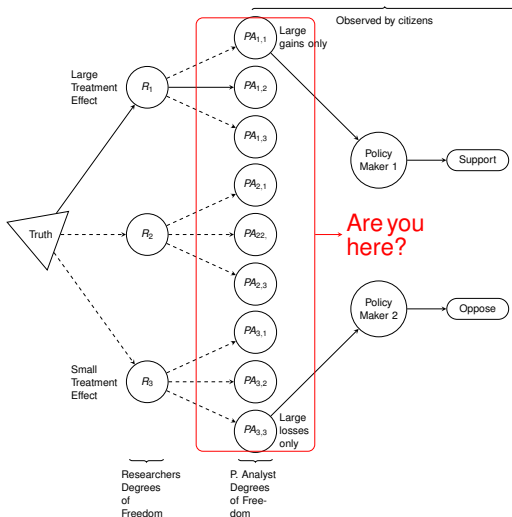 Observed by citizens
PA1,1
Large
gains only
Large
Treatment
Effect
R1
PA1,2
PA1,3
Policy
Maker 1
Support
PA2,1
Truth
R2
PA22,
Are you
here?
PA2,3
Policy
Maker 2
Oppose
PA3,1
Small
Treatment
Effect
R3
PA3,2
PA3,3
Large
losses
only
Researchers
Degrees
of
Freedom
P. Analyst
Degrees
of Free-
dom